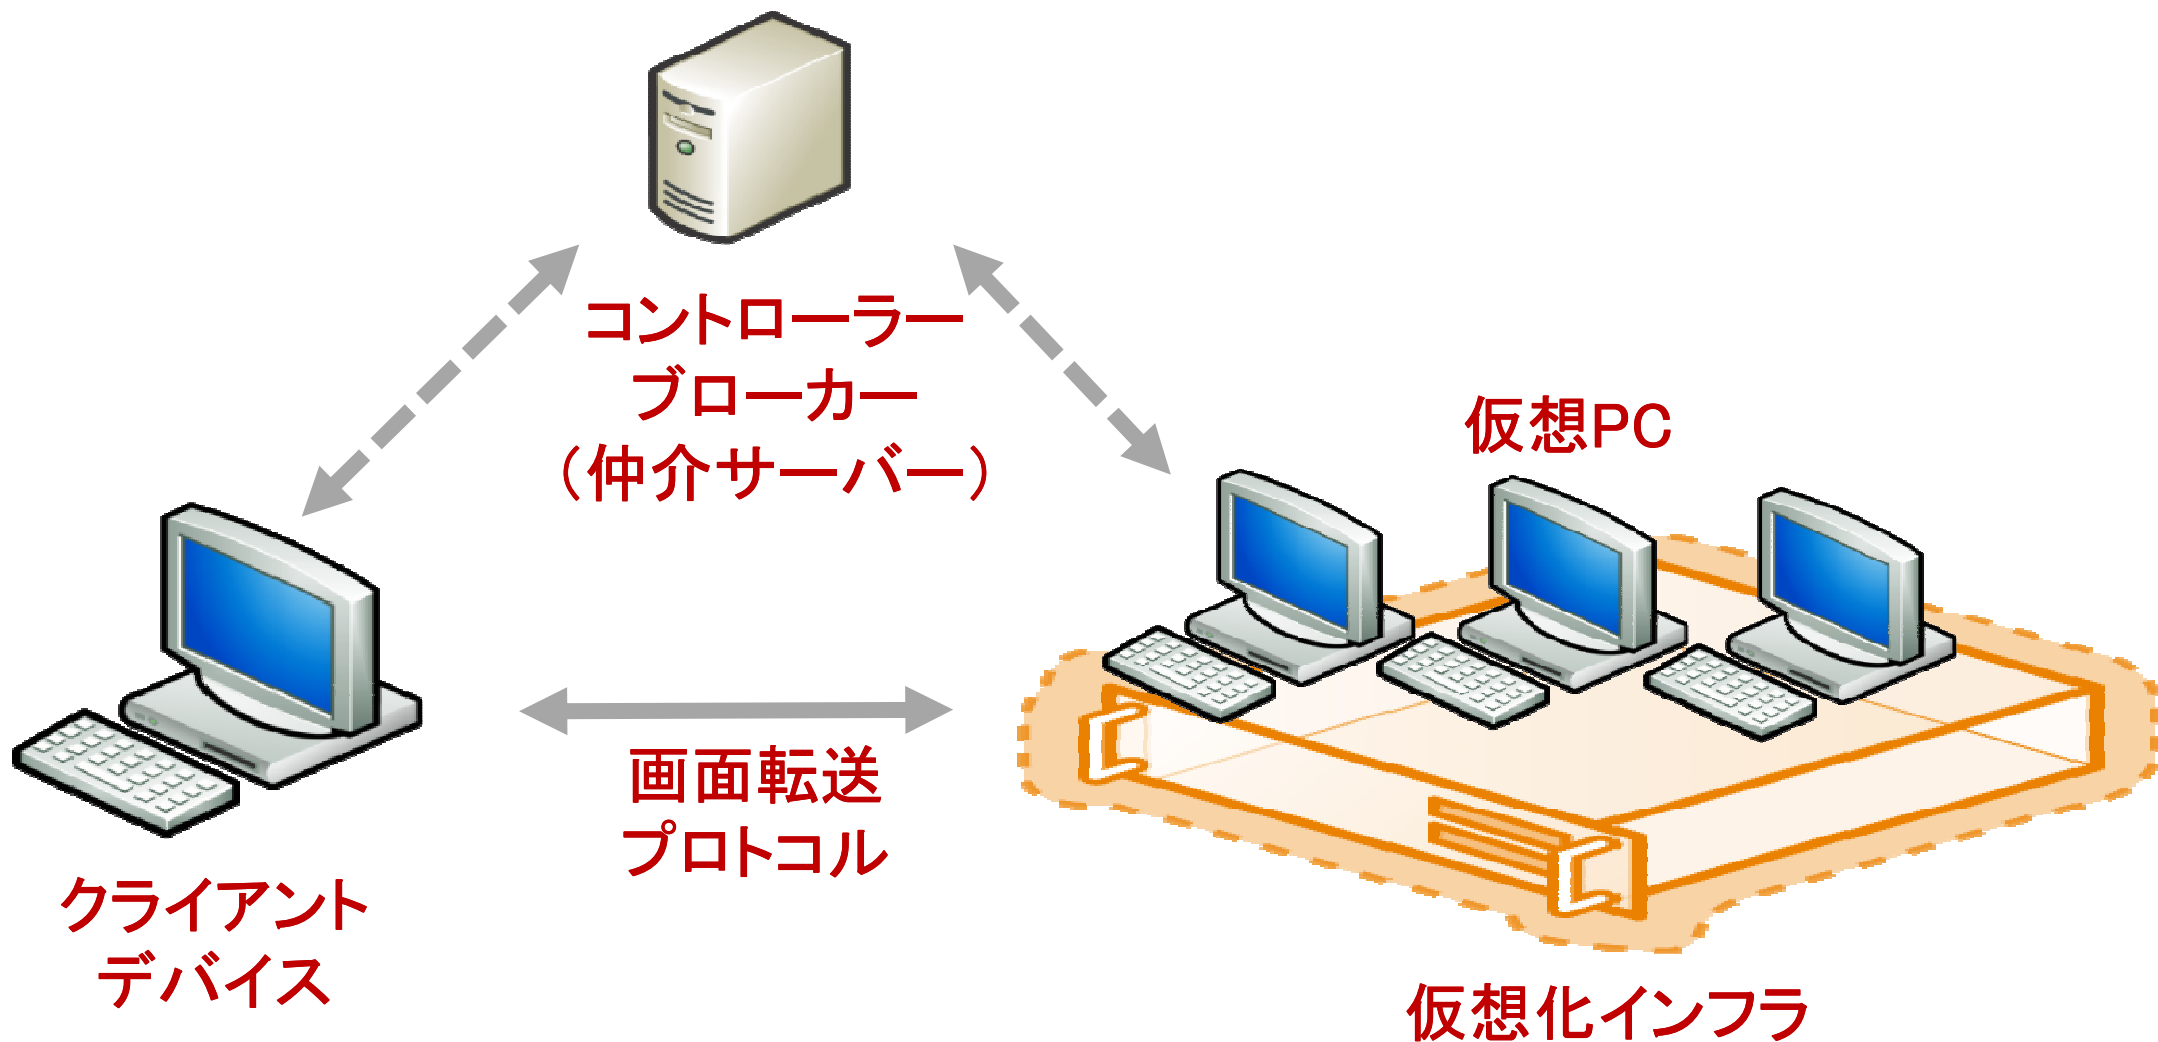 コントローラー
ブローカー
（仲介サーバー）
仮想PC
画面転送
プロトコル
クライアント
デバイス
仮想化インフラ